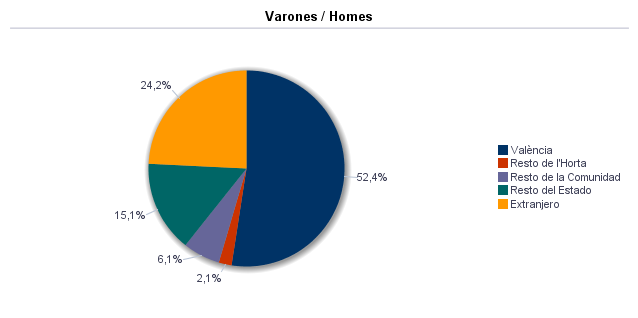 Varones / Homes
24,2%
52,4%
15,1%
6,1%
2,1%
València
Resto de l'Horta
Resto de la Comunidad
Resto del Estado
Extranjero